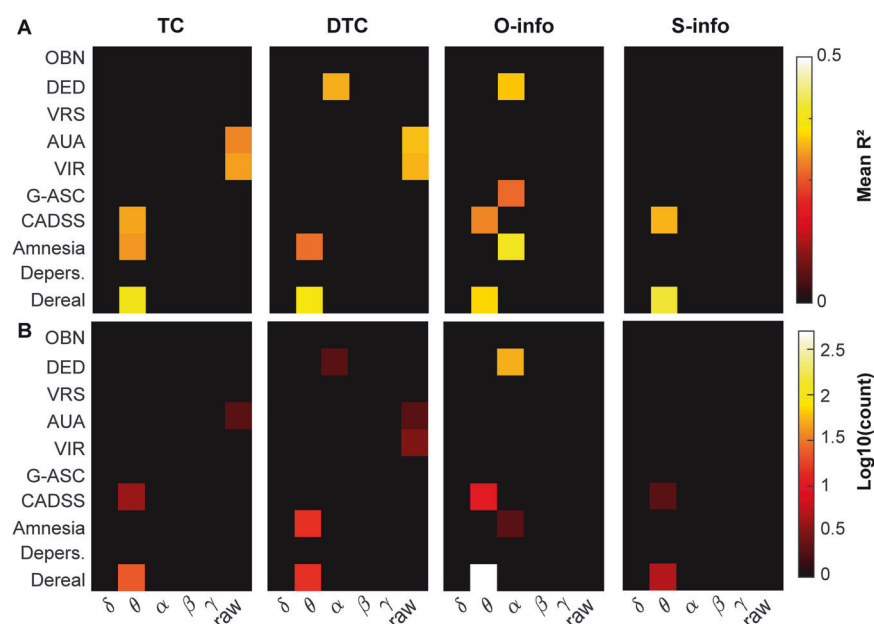 TC DTC O-info S-info
A
OBN
DED
VRS
AUA
VIR
G-ASC
CADSS
Amnesia
Depers.
Dereal
0.5
Mean R²
0
B
OBN
DED
VRS
AUA
VIR
G-ASC
CADSS
Amnesia
Depers.
Dereal
2.5
2
1.5
1
0.5
0
Log10(count)
δ θ α β γ raw δ θ α β γ raw δ θ α β γ raw δ θ α β γ raw